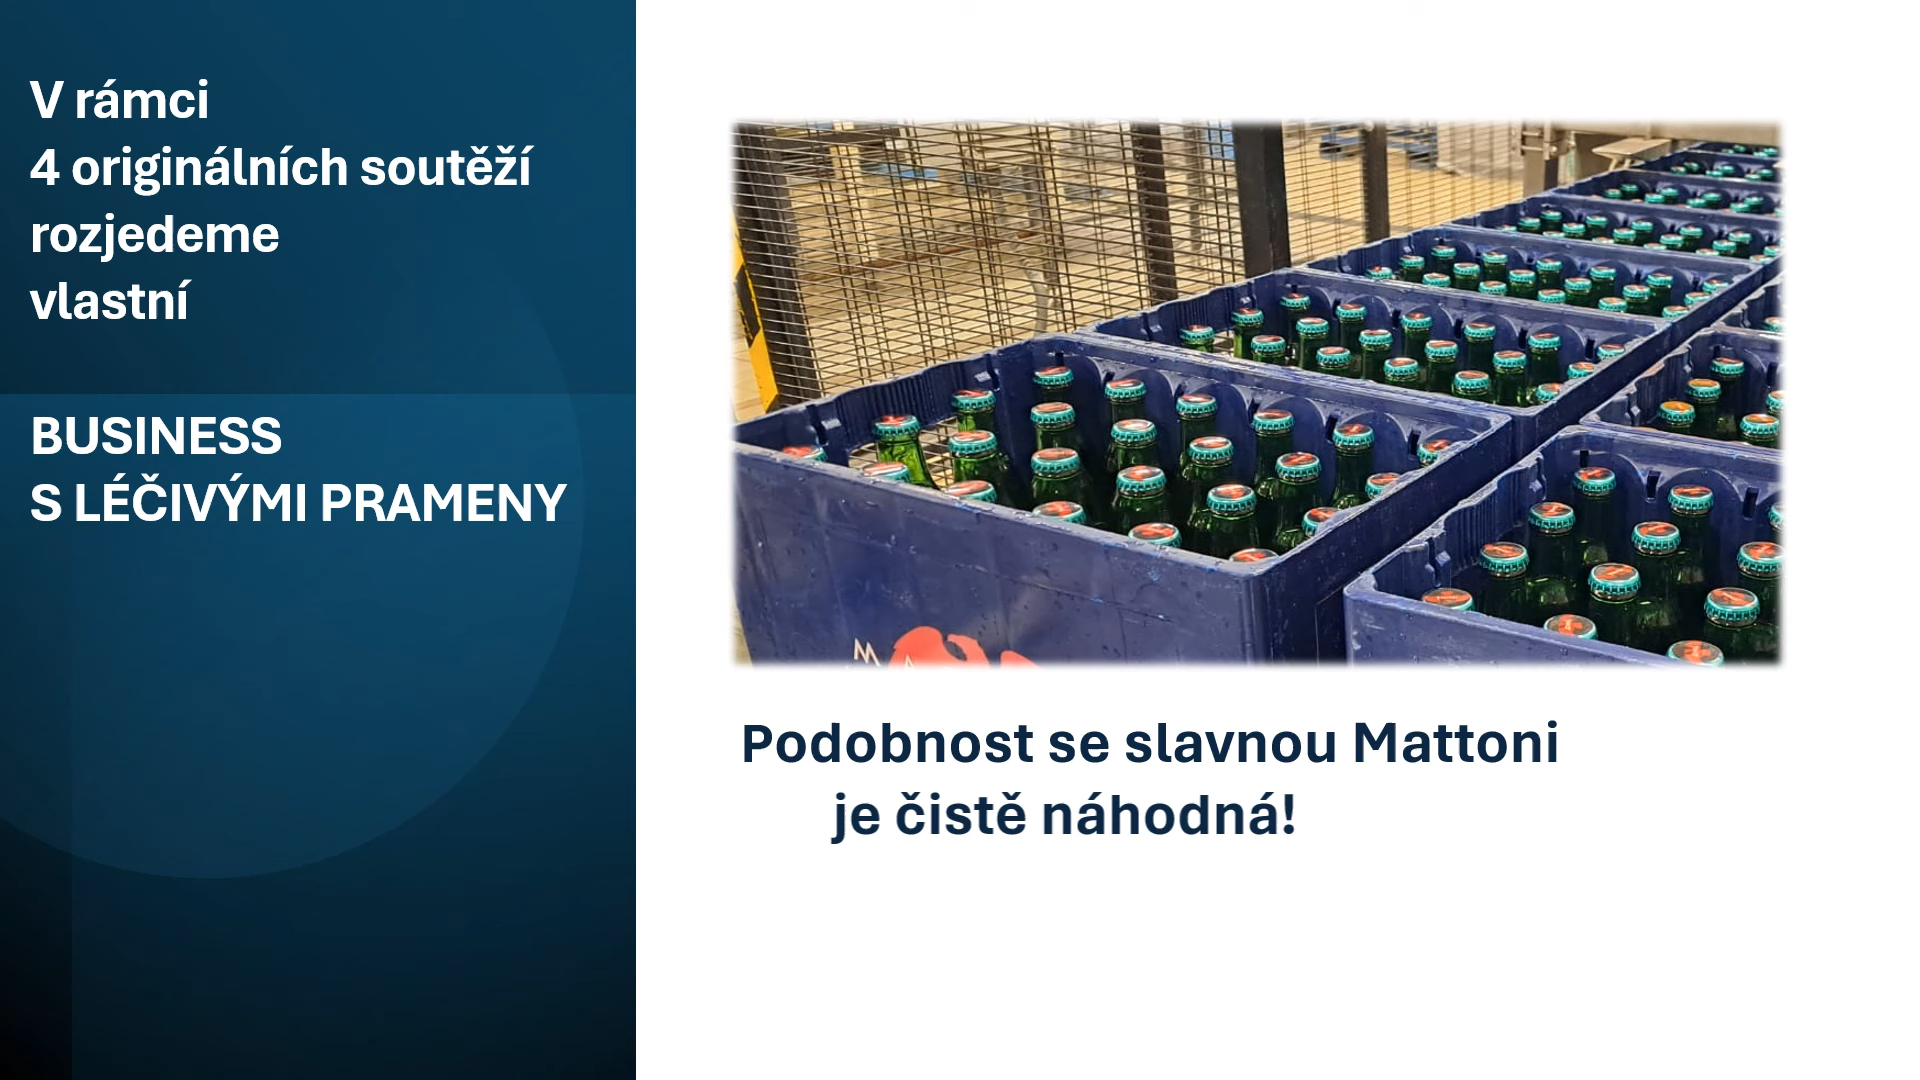 V rámci
4 originálních soutěží
rozjedeme
vlastní
BUSINESS
S LÉČIVÝMI PRAMENY
Podobnost se slavnou Mattoni
je čistě náhodná!